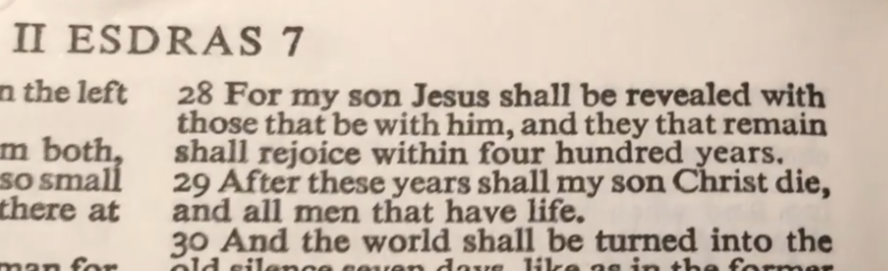 II ESDRAS 7
n the left
m both,
so small
there at
man for
28 For my son Jesus shall be revealed with
those that be with him, and they that remain
shall rejoice within four hundred years.
29 After these years shall my son Christ die,
and all men that have life.
30 And the world shall be turned into the
old silence seven days, like as in the former